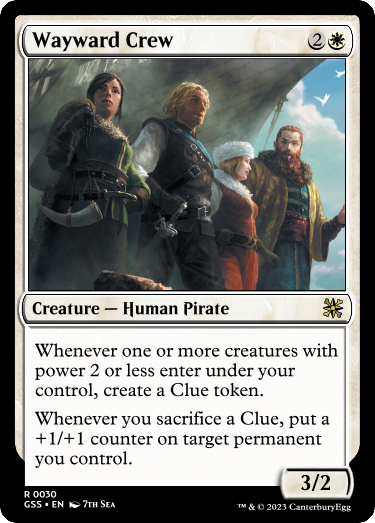 Wayward Crew 2
Creature — Human Pirate
Whenever one or more creatures with
power 2 or less enter under your
control, create a Clue token.
Whenever you sacrifice a Clue, put a
+1/+1 counter on target permanent
you control.
3/2
R 0030
GSS • EN 7TH SEA
™ & © 2023 CanterburyEgg